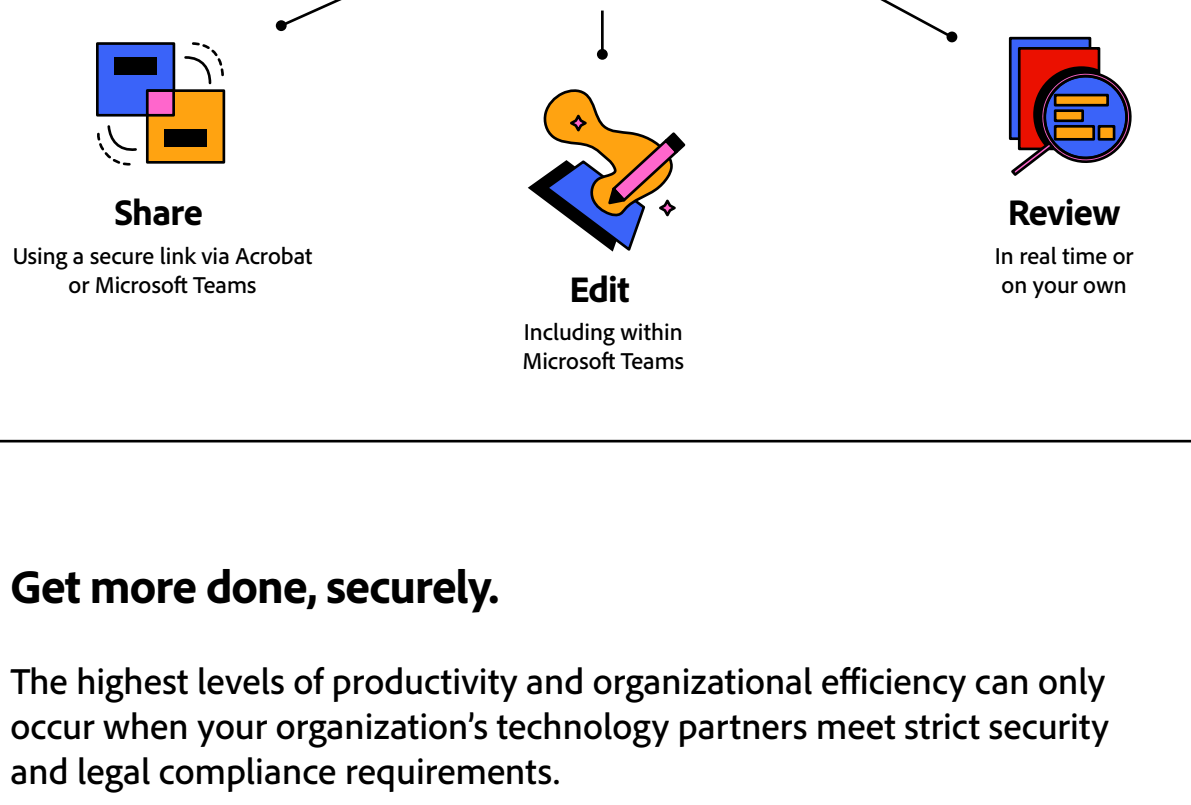 Share
Using a secure link via Acrobat
or Microsoft Teams
Edit
Including within
Microsoft Teams
Review
In real time or
on your own
Get more done, securely.
The highest levels of productivity and organizational efficiency can only
occur when your organization’s technology partners meet strict security
and legal compliance requirements.